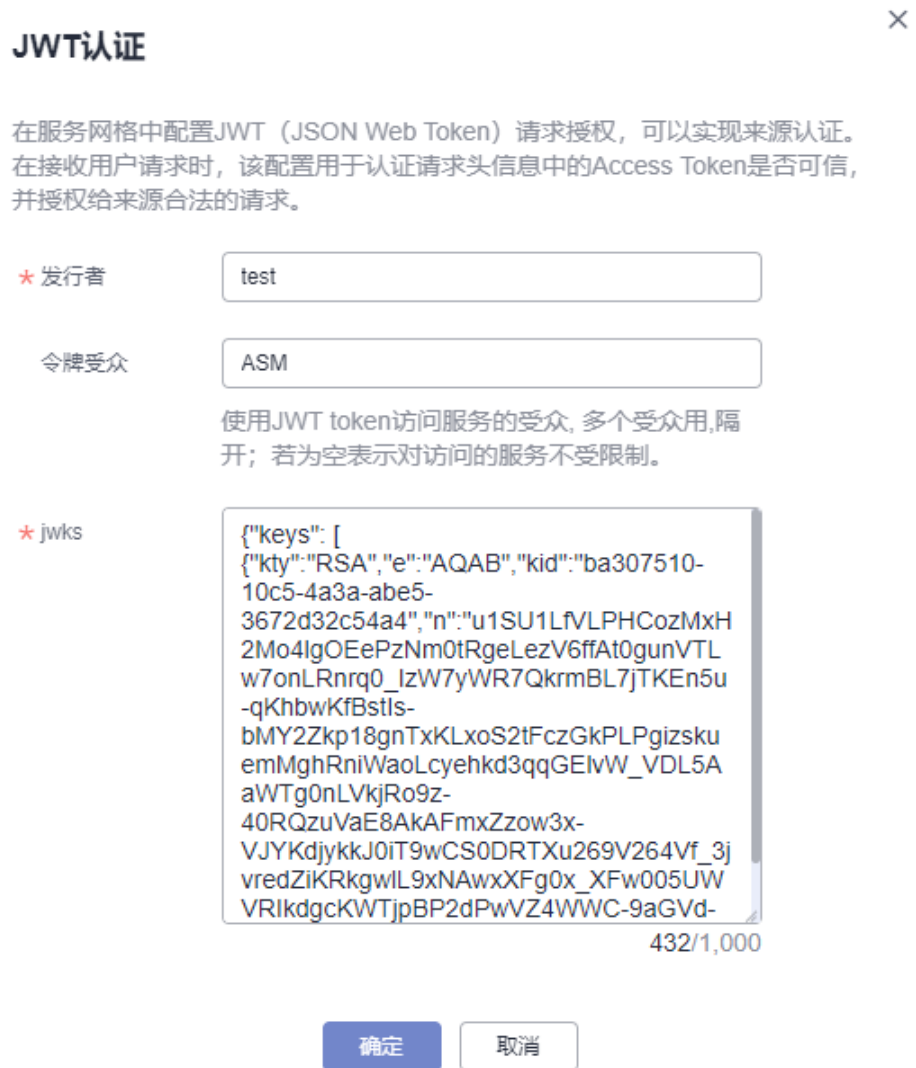 JWT认证
在服务网格中配置JWT（JSON Web Token）请求授权，可以实现来源认证。
在接收用户请求时，该配置用于认证请求头信息中的Access Token是否可信，
并授权给来源合法的请求。
* 发行者 test
令牌受众 ASM
使用JWT token访问服务的受众, 多个受众用,隔
开；若为空表示对访问的服务不受限制。
* jwks
{"keys": [
{"kty":"RSA","e":"AQAB","kid":"ba307510-
10c5-4a3a-abe5-
3672d32c54a4","n":"u1SU1LfVLPHCozMxH
2Mo4lgOEePzNm0tRgeLezV6ffAt0gunVTL
w7onLRnrq0_IzW7yWR7QkrmBL7jTKEn5u
-qKhbwKfBstIs-
bMY2Zkp18gnTxKLxoS2tFczGkPLPgizsku
emMghRniWaoLcyehkd3qqGElvW_VDL5A
aWTg0nLVkjRo9z-
40RQzuVaE8AkAFmxZzow3x-
VJYKdjykkJ0iT9wCS0DRTXu269V264Vf_3j
vredZiKRkgwlL9xNAwxXFg0x_XFw005UW
VRIkdgcKWTjpBP2dPwVZ4WWC-9aGVd-
432/1,000
确定 取消